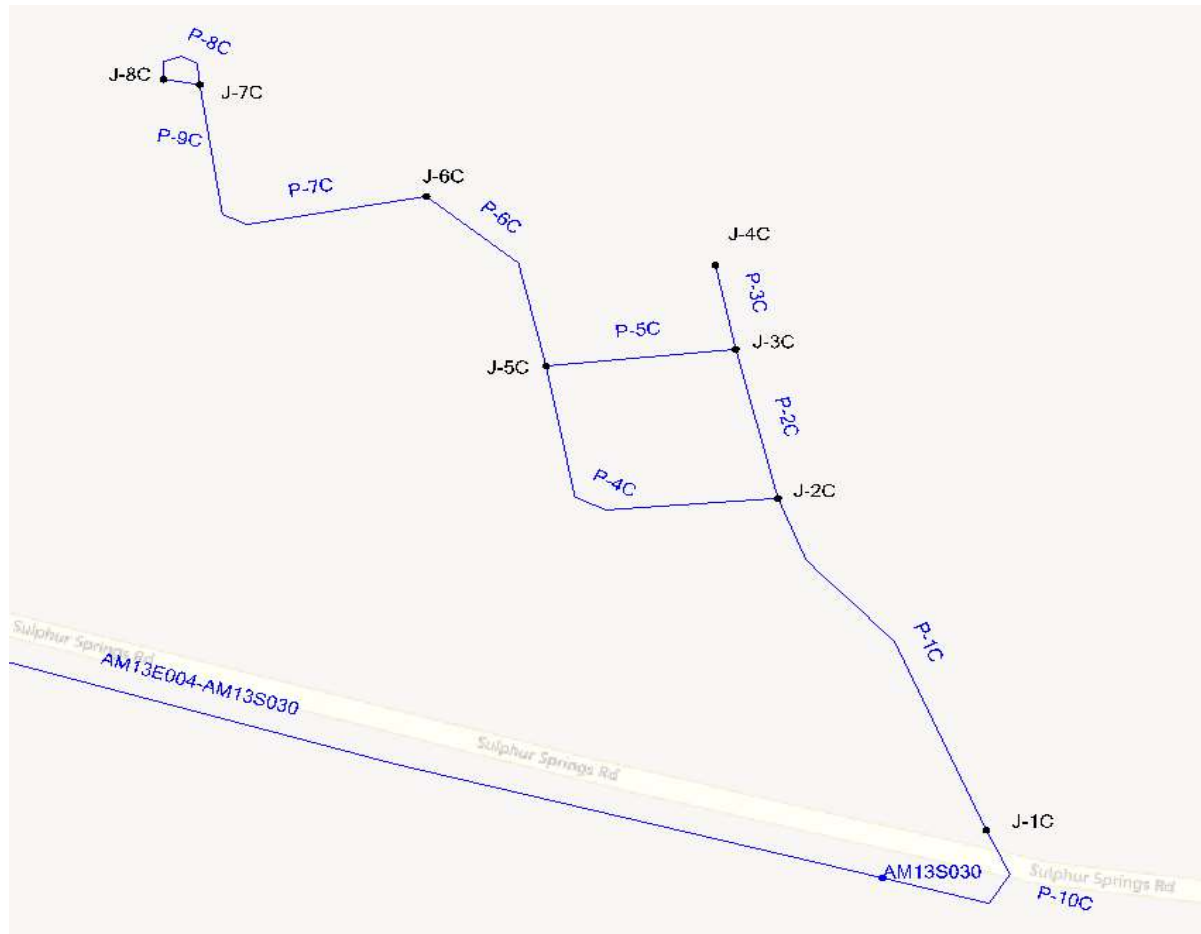 P-8C
J-8C
J-7C
P-9C
J-6C
P-7C
P-6C
J-4C
P-3C
P-5C
J-3C
J-5C
P-2C
P-4C
J-2C
P-1C
Sulphur Springs Rd
AM13E004-AM13S030
Sulphur Springs Rd
J-1C
AM13S030
Sulphur Springs Rd
P-10C